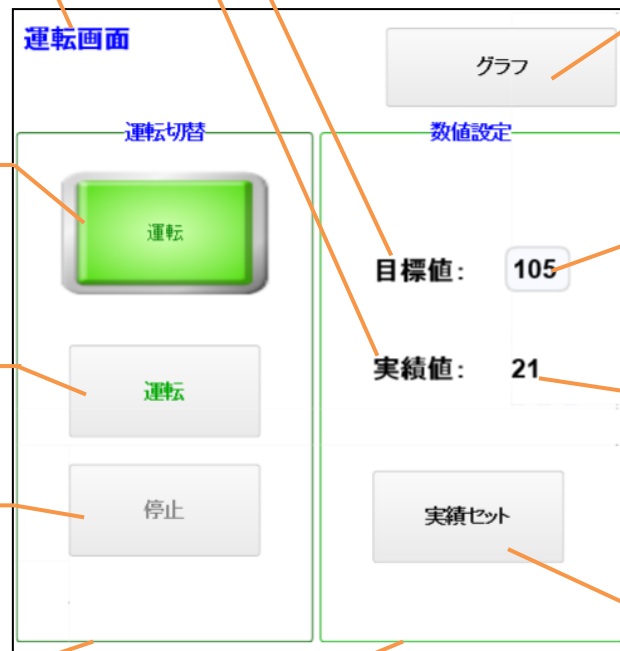 運転画面
グラフ
運転切替
数値設定
運転
目標値： 105
運転
実績値： 21
停止
実績セット